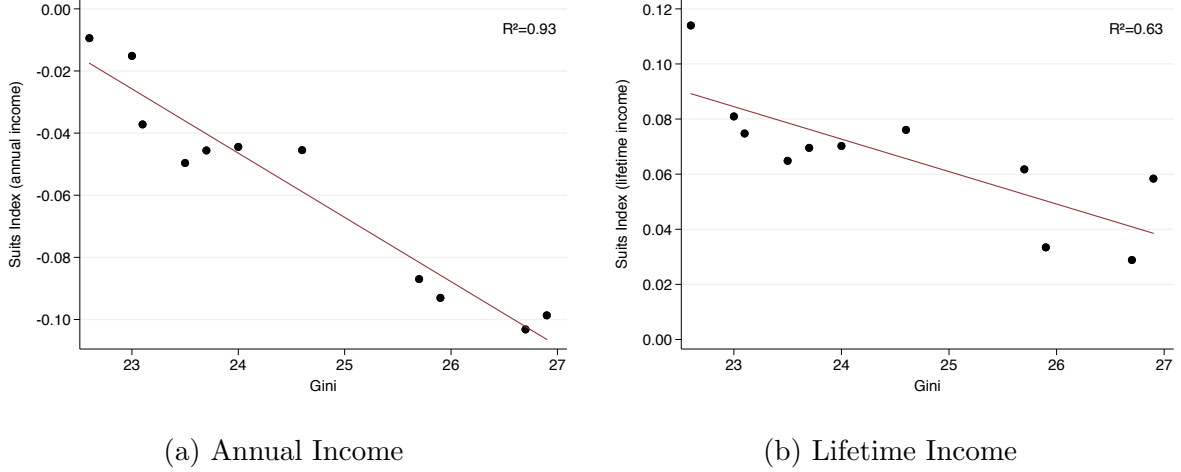 0.00
-0.02
-0.04
-0.06
-0.08
-0.10
Suits Index (annual income)
R²=0.93
23 24 25 26 27
Gini
(a) Annual Income
0.12
0.10
0.08
0.06
0.04
0.02
0.00
Suits Index (lifetime income)
R²=0.63
23 24 25 26 27
Gini
(b) Lifetime Income